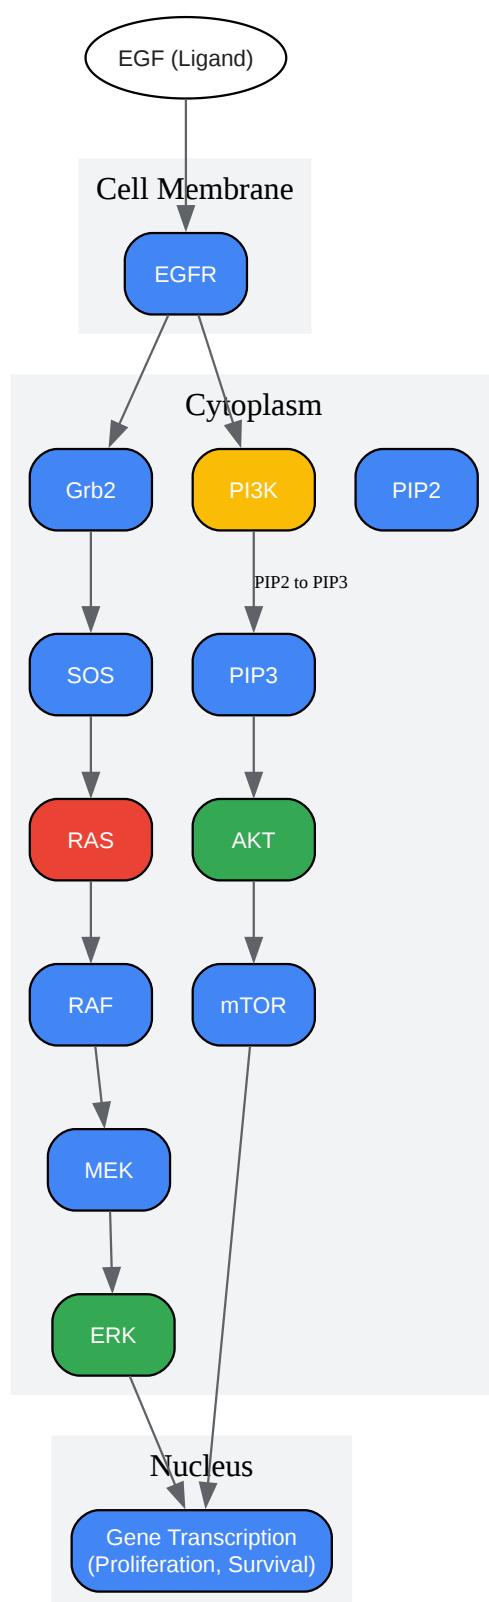 EGF (Ligand)
Cell Membrane
EGFR
Cytoplasm
Grb2
PI3K
PIP2
PIP2 to PIP3
SOS
PIP3
RAS
AKT
RAF
mTOR
MEK
ERK
Nucleus
Gene Transcription
(Proliferation, Survival)